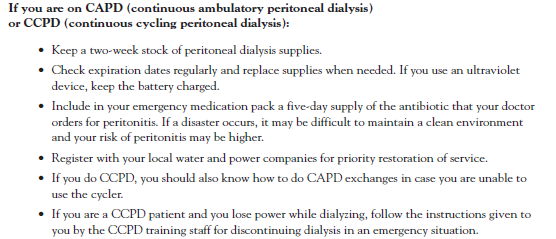 If you are on CAPD (continuous ambulatory peritoneal dialysis)
or CCPD (continuous cycling peritoneal dialysis):
• Keep a two-week stock of peritoneal dialysis supplies.
• Check expiration dates regularly and replace supplies when needed. If you use an ultraviolet
device, keep the battery charged.
• Include in your emergency medication pack a five-day supply of the antibiotic that your doctor
orders for peritonitis. If a disaster occurs, it may be difficult to maintain a clean environment
and your risk of peritonitis may be higher.
• Register with your local water and power companies for priority restoration of service.
• If you do CCPD, you should also know how to do CAPD exchanges in case you are unable to
use the cycler.
• If you are a CCPD patient and you lose power while dialyzing, follow the instructions given to
you by the CCPD training staff for discontinuing dialysis in an emergency situation.